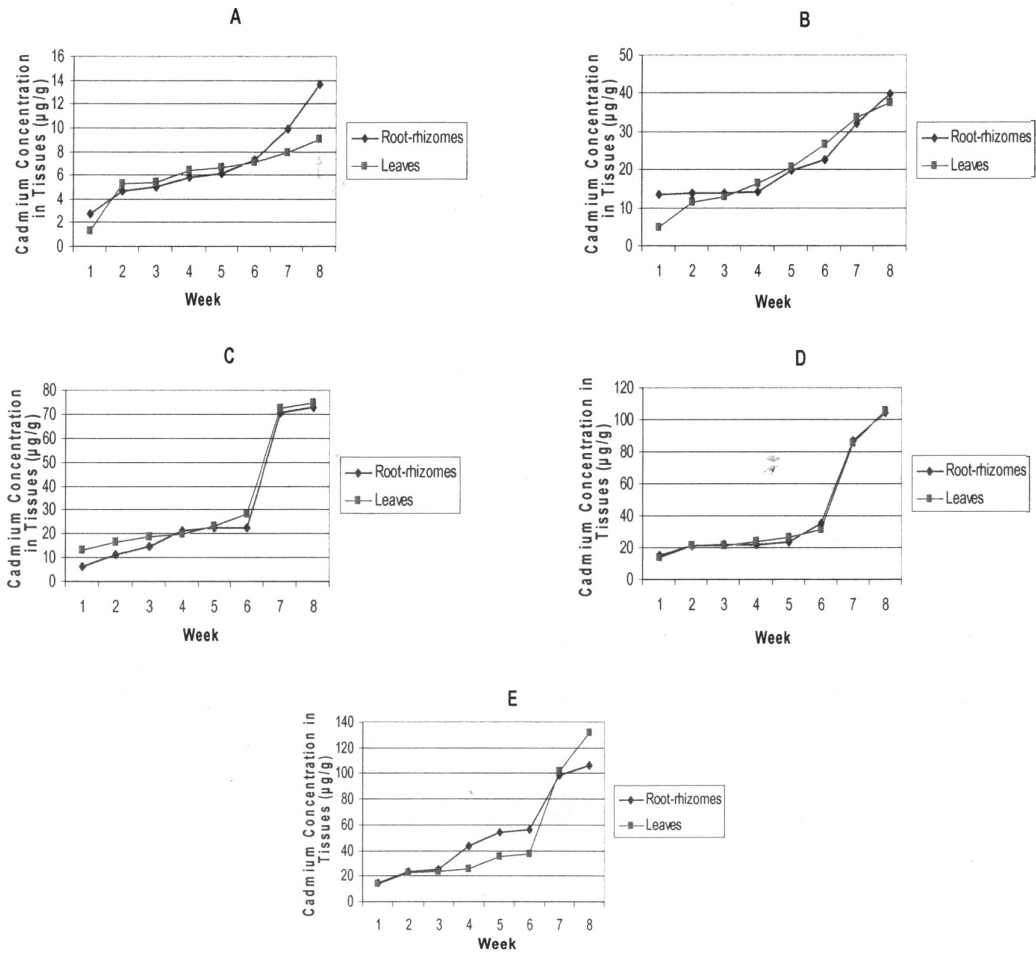 A
Cadmium Concentration
in Tissues (µg/g)
16
14
12
10
8
6
4
2
0
1 2 3 4 5 6 7 8
Week
Root-rhizomes
Leaves
B
Cadmium Concentration
in Tissues (µg/g)
50
40
30
20
10
0
1 2 3 4 5 6 7 8
Week
Root-rhizomes
Leaves
C
Cadmium Concentration
in Tissues (µg/g)
80
70
60
50
40
30
20
10
0
1 2 3 4 5 6 7 8
Week
Root-rhizomes
Leaves
D
Cadmium Concentration in
Tissues (µg/g)
120
100
80
60
40
20
0
1 2 3 4 5 6 7 8
Week
Root-rhizomes
Leaves
E
Cadmium Concentration in
Tissues (µg/g)
140
120
100
80
60
40
20
0
1 2 3 4 5 6 7 8
Week
Root-rhizomes
Leaves